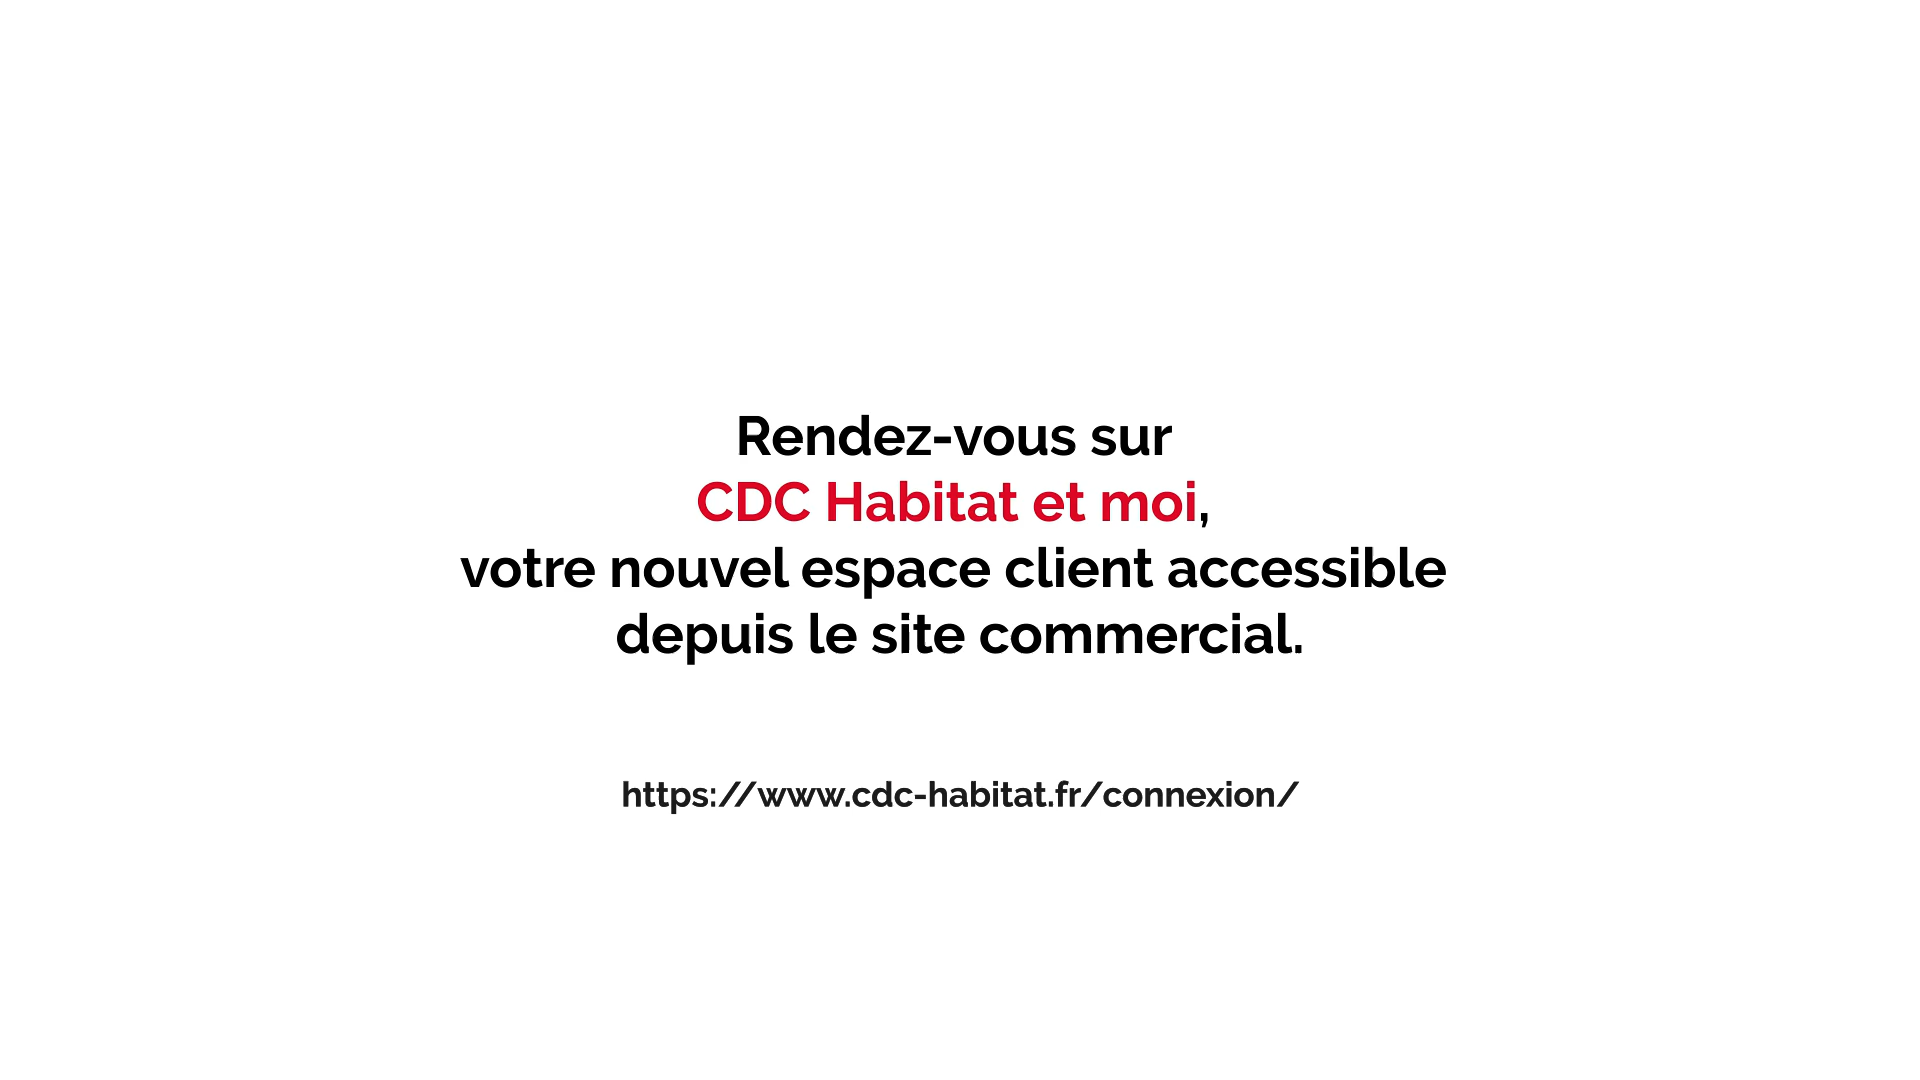 Rendez-vous sur
CDC Habitat et moi,
votre nouvel espace client accessible
depuis le site commercial.
https://www.cdc-habitat.fr/connexion/